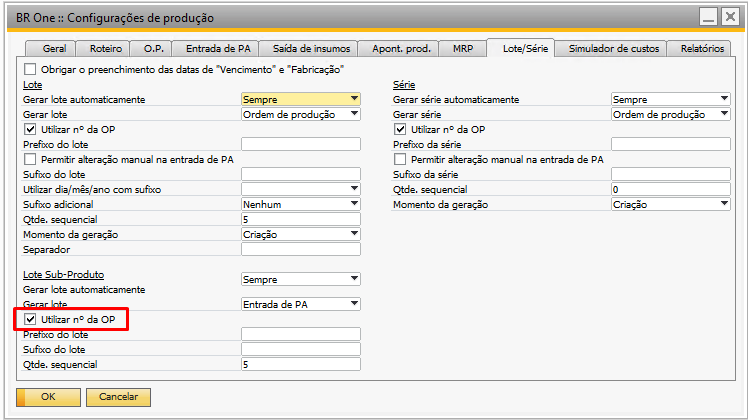 BR One :: Configurações de produção
Geral Roteiro O.P. Entrada de PA Saída de insumos Apont. prod. MRP Lote/Série Simulador de custos Relatórios
Obrigar o preenchimento das datas de "Vencimento" e "Fabricação"
Lote
Gerar lote automaticamente Sempre
Gerar lote Ordem de produção
Utilizar nº da OP
Prefixo do lote
Permitir alteração manual na entrada de PA
Sufixo do lote
Utilizar dia/mês/ano com sufixo
Sufixo adicional Nenhum
Qtde. sequencial 5
Momento da geração Criação
Separador
Série
Gerar série automaticamente Sempre
Gerar série Ordem de produção
Utilizar nº da OP
Prefixo da série
Permitir alteração manual na entrada de PA
Sufixo da série
Qtde. sequencial 0
Momento da geração Criação
Lote Sub-Produto Sempre
Gerar lote automaticamente
Gerar lote Entrada de PA
Utilizar nº da OP
Prefixo do lote
Sufixo do lote
Qtde. sequencial 5
OK Cancelar